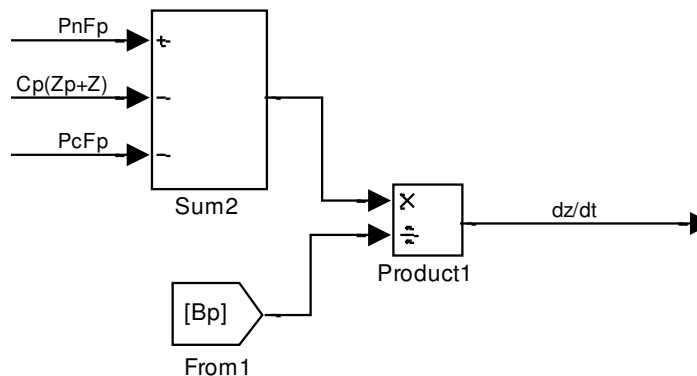 PnFp
+
Cp(Zp+Z)
-
PcFp
-
Sum2
×
÷
dz/dt
Product1
[Bp]
From1